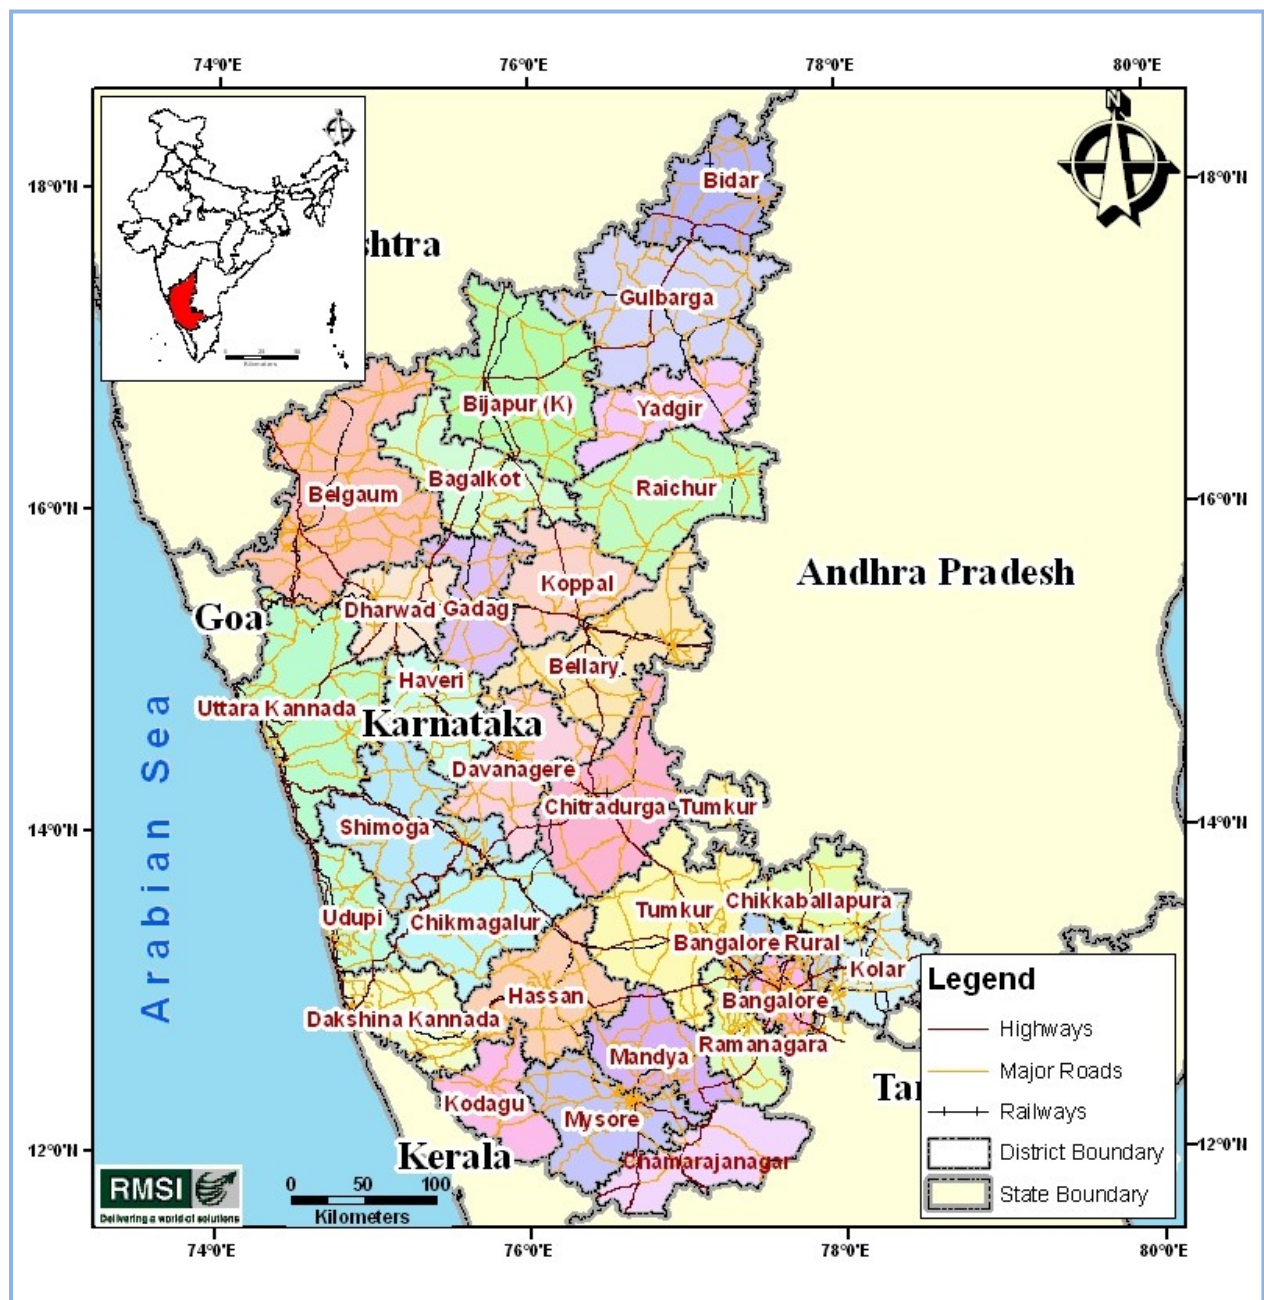 74°0'E 76°0'E 78°0'E 80°0'E
N
18°0'N 18°0'N
Bidar
shtra
Gulbarga
Bijapur (K) Yadgir
Bagalkot Raichur
Belgaum
16°0'N 16°0'N
Andhra Pradesh
Koppal
Goa Dharwad Gadag
Bellary
Haveri
Uttara Kannada
Karnataka
Arabian Sea
Davanagere
Chitradurga Tumkur
Shimoga
14°0'N 14°0'N
Chikkaballapura
Udupi Chikmagalur Tumkur
Bangalore Rural
Kolar
Hassan Bangalore
Dakshina Kannada
Ramanagara
Mandya
Kodagu
Mysore
Tar
Kerala
Chamarajanagar
12°0'N 12°0'N
Legend
Highways
Major Roads
Railways
District Boundary
State Boundary
RMSI
Delivering a world of solutions
0 50 100
Kilometers
74°0'E 76°0'E 78°0'E 80°0'E